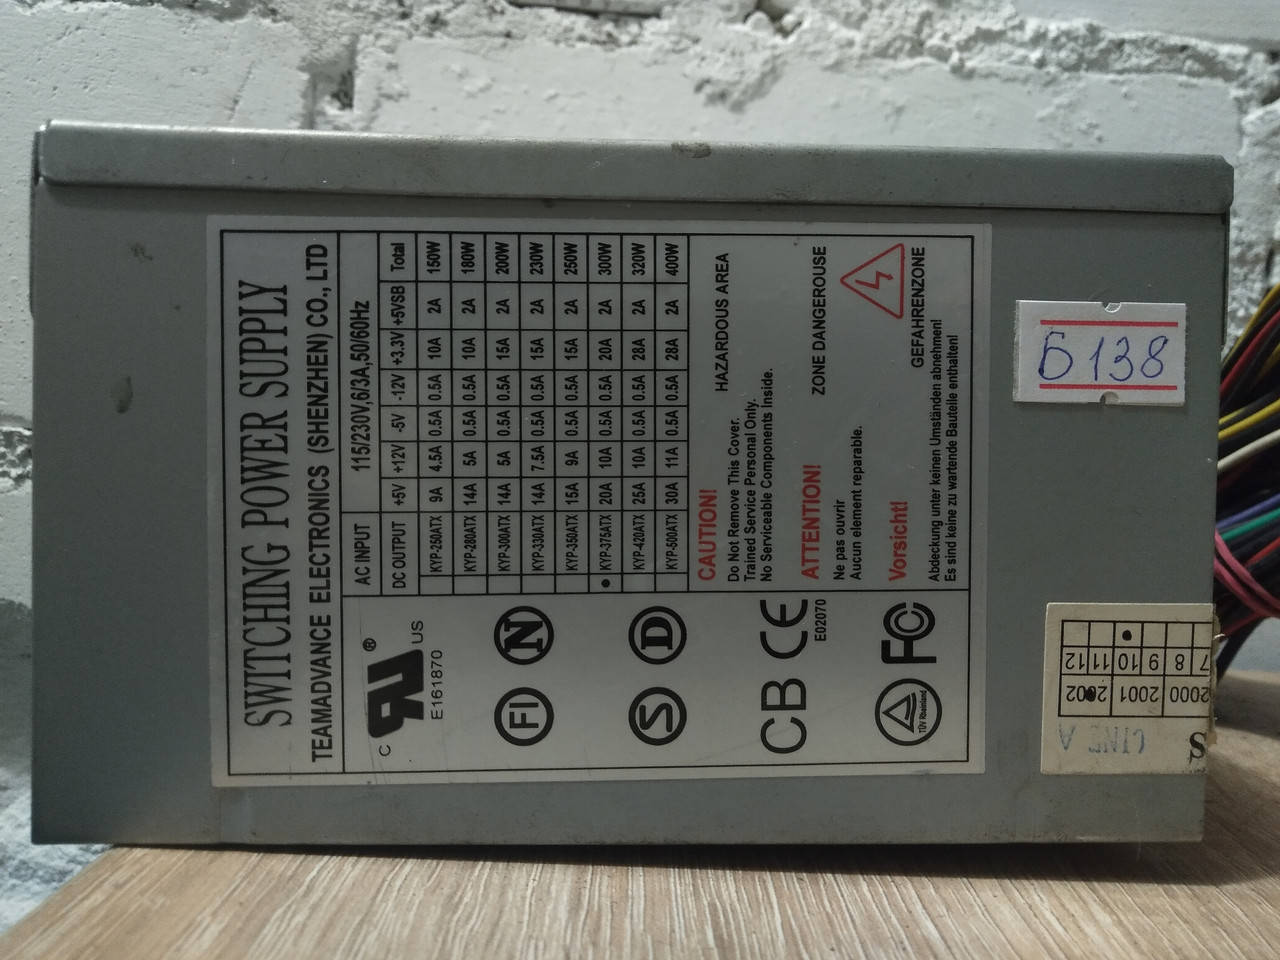 SWITCHING POWER SUPPLY
TEAMADVANCE ELECTRONICS (SHENZHEN) CO., LTD
AC INPUT 115/230V,6/3A,50/60Hz
DC OUTPUT +5V +12V -5V -12V +3.3V +5VSB Total
KYP-250ATX 9A 4.5A 0.5A 0.5A 10A 2A 150W
KYP-280ATX 14A 5A 0.5A 0.5A 10A 2A 180W
KYP-300ATX 14A 5A 0.5A 0.5A 15A 2A 200W
KYP-330ATX 14A 7.5A 0.5A 0.5A 15A 2A 230W
KYP-350ATX 15A 9A 0.5A 0.5A 15A 2A 250W
● KYP-375ATX 20A 10A 0.5A 0.5A 20A 2A 300W
KYP-420ATX 25A 10A 0.5A 0.5A 28A 2A 320W
KYP-500ATX 30A 11A 0.5A 0.5A 28A 2A 400W
c RU ® US
E161870
FI N
S D
CB CE
E02070
TÜV Rheinland FC
CAUTION! HAZARDOUS AREA
Do Not Remove This Cover.
Trained Service Personal Only.
No Serviceable Components Inside.
ATTENTION! ZONE DANGEROUSE
Ne pas ouvrir
Aucun element reparable.
Vorsicht! GEFAHRENZONE
Abdeckung unter keinen Umständen abnehmen!
Es sind keine zu wartende Bauteile enthalten!
Б138
S
2000 7 8
2001 9 10
2002 11 12
LINE A